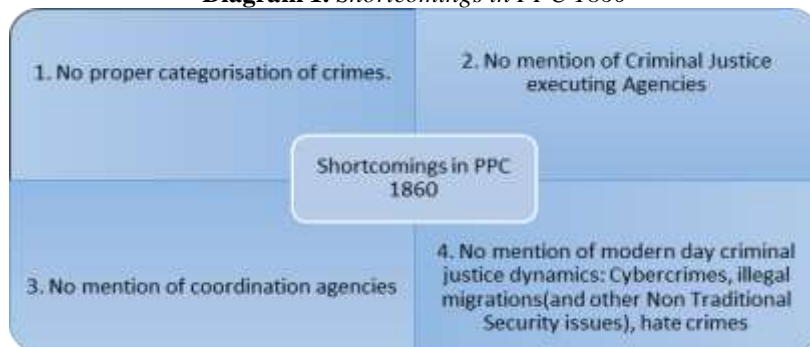 Diagram 1. Shortcomings in PPC 1860
1. No proper categorisation of crimes.
2. No mention of Criminal Justice
executing Agencies
Shortcomings in PPC
1860
3. No mention of coordination agencies
4. No mention of modern day criminal
justice dynamics: Cybercrimes, illegal
migrations(and other Non Traditional
Security issues), hate crimes